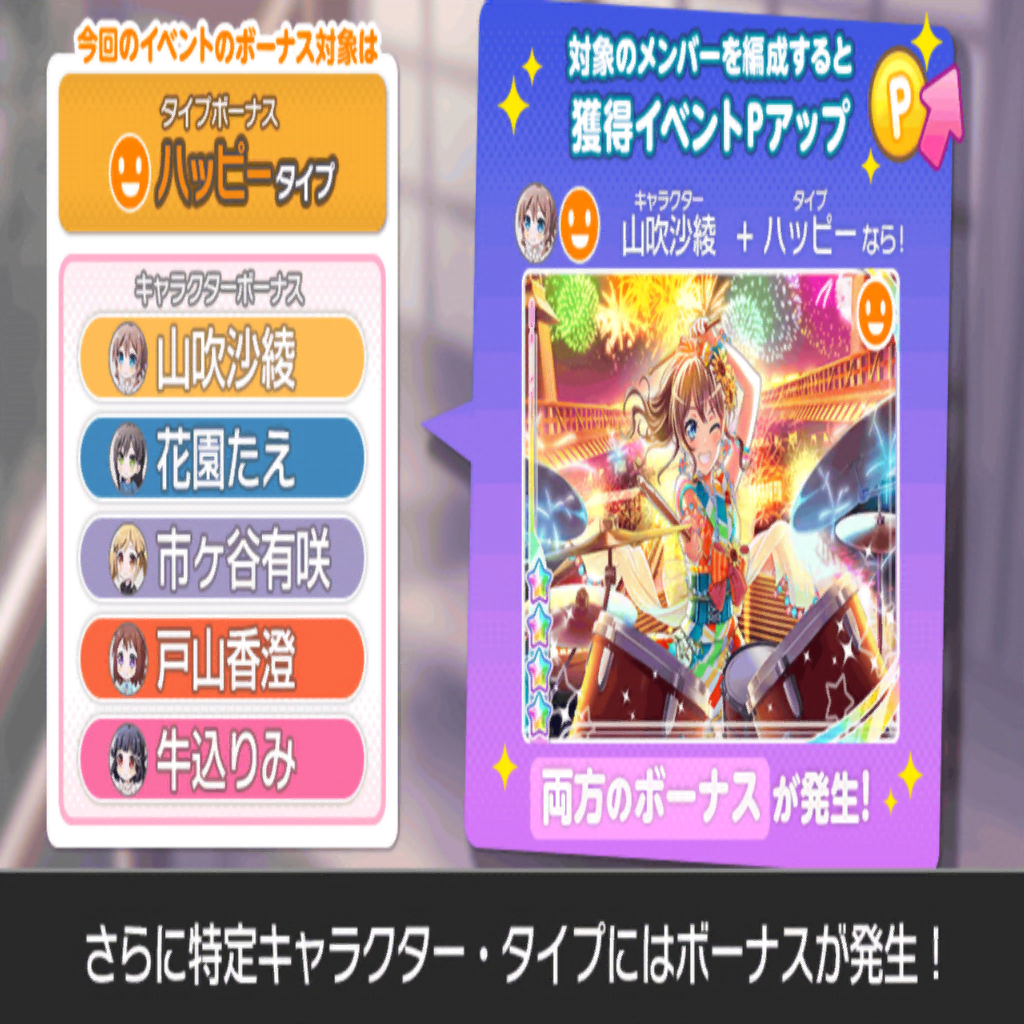 今回のイベントのボーナス対象は
タイプボーナス
ハッピータイプ
キャラクターボーナス
山吹沙綾
花園たえ
市ヶ谷有咲
戸山香澄
牛込りみ
対象のメンバーを編成すると
獲得イベントPアップ
P
キャラクター タイプ
山吹沙綾 + ハッピーなら!
両方のボーナスが発生!
さらに特定キャラクター・タイプにはボーナスが発生！